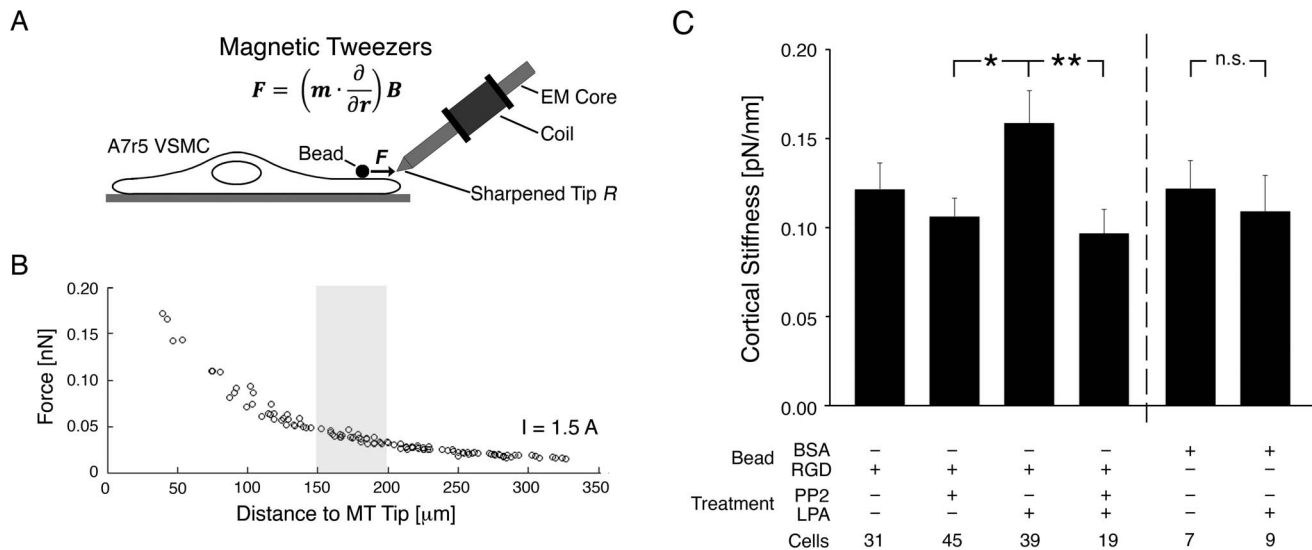 A
Magnetic Tweezers
F = (m · ∂/∂r) B
EM Core
Coil
A7r5 VSMC
Bead
F
Sharpened Tip R
B
0.20
0.15
0.10
0.05
0
Force [nN]
I = 1.5 A
0 50 100 150 200 250 300 350
Distance to MT Tip [μm]
C
0.20
0.15
0.10
0.05
0.00
Cortical Stiffness [pN/nm]
* ** n.s.
Bead BSA – – – – + +
RGD + + + + – –
Treatment PP2 – + – + – –
LPA – – + + – +
Cells 31 45 39 19 7 9